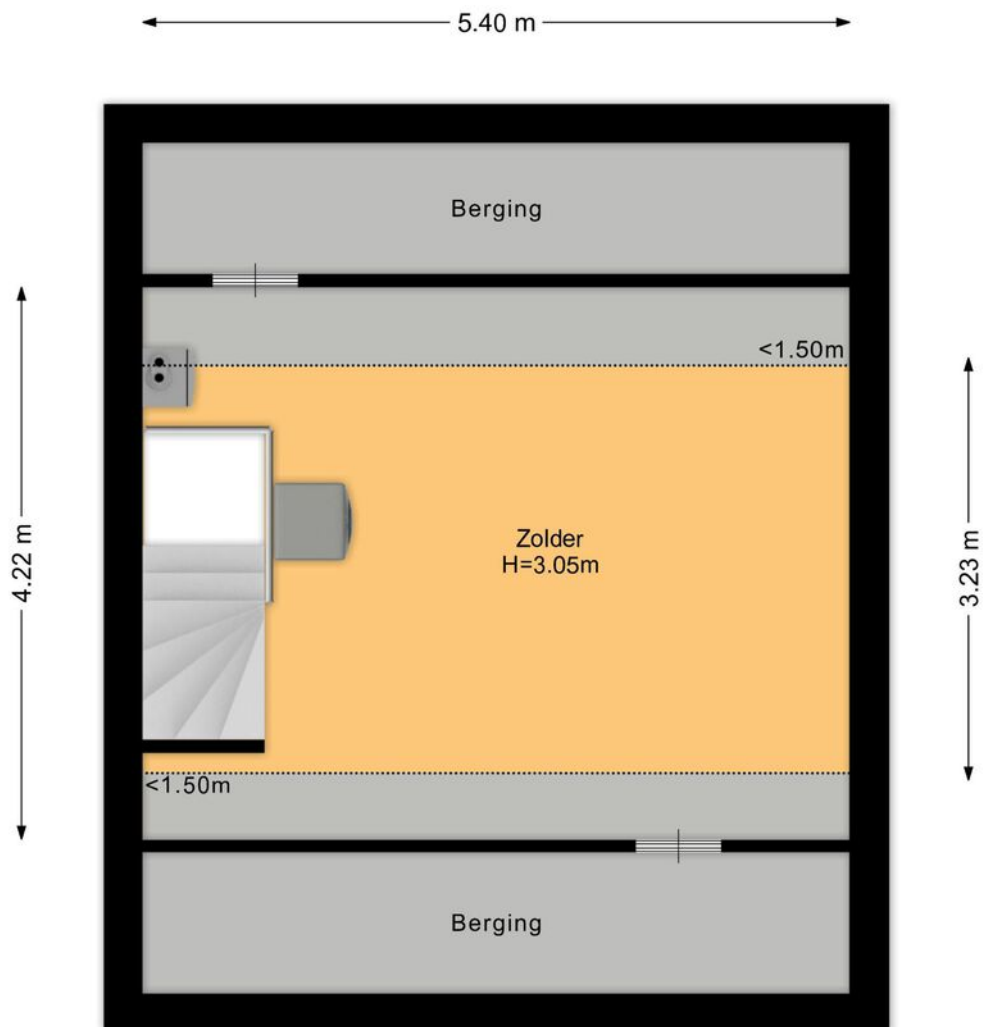 5.40 m
Berging
<1.50m
4.22 m
Zolder
H=3.05m
3.23 m
<1.50m
Berging